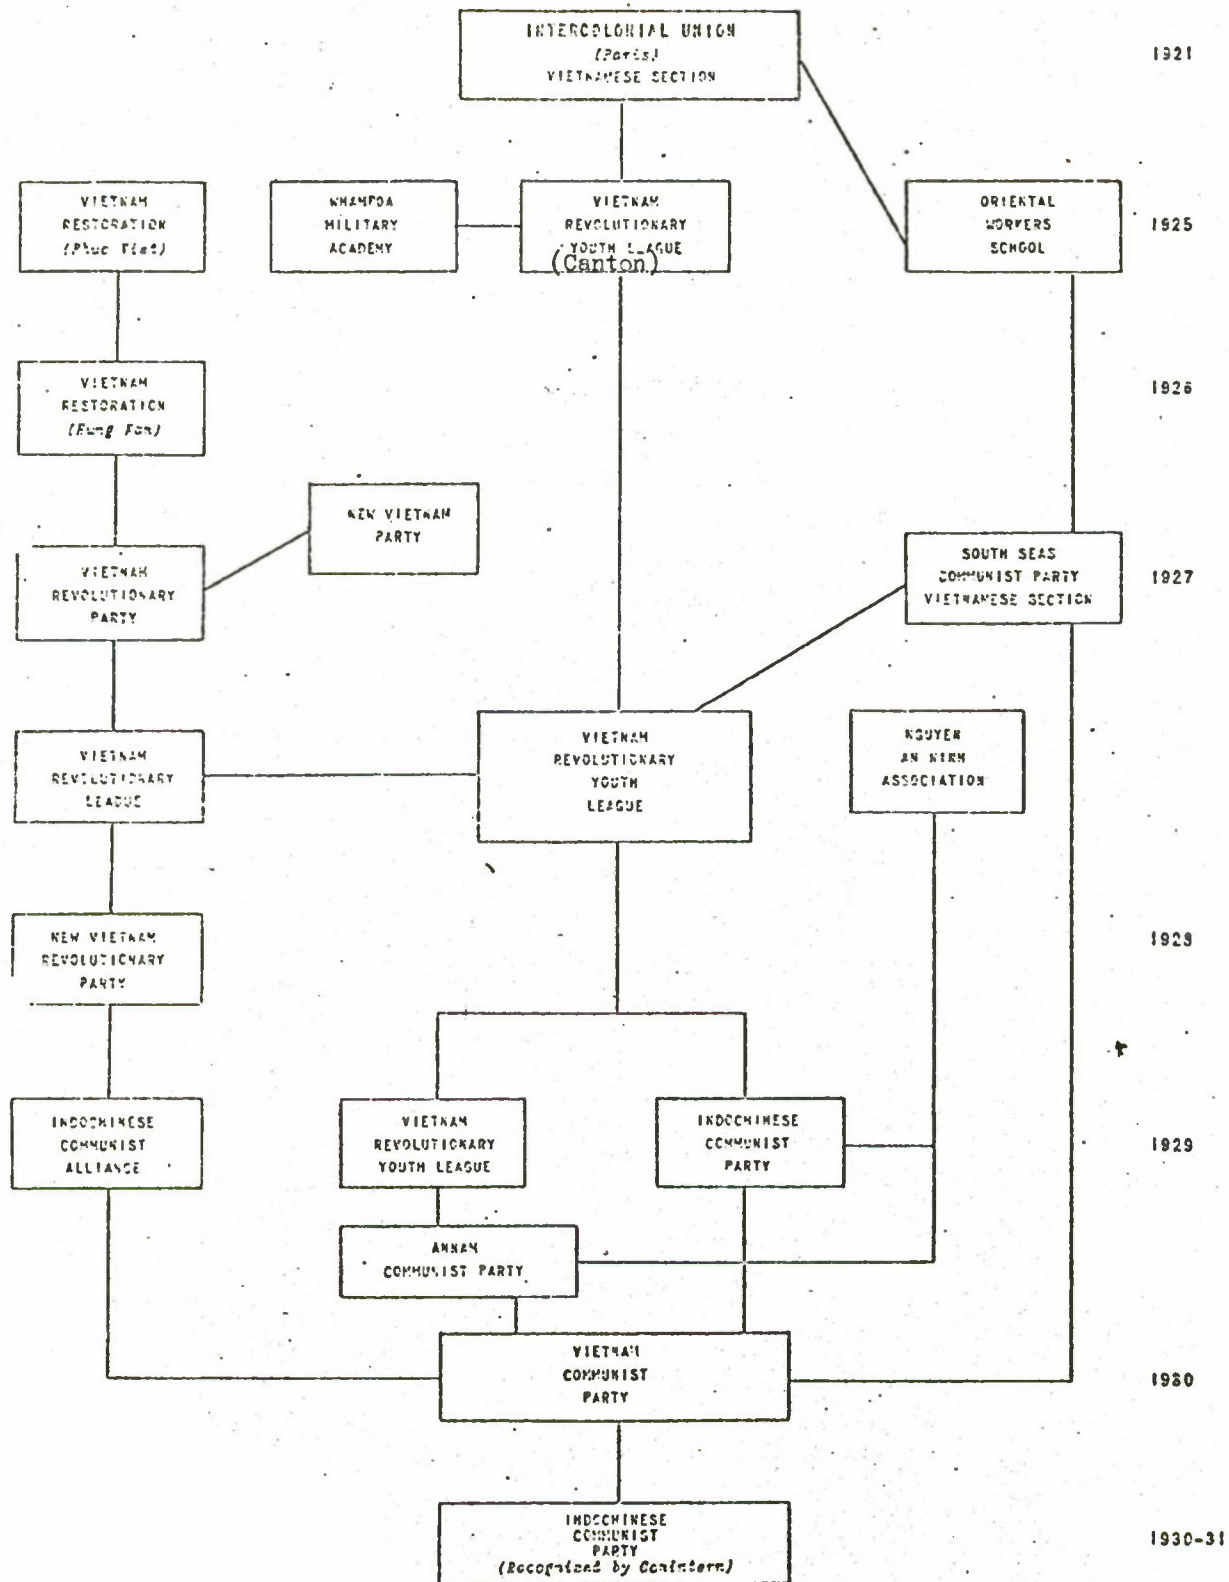 INTERCOLONIAL UNION
(Paris)
VIETNAMESE SECTION
1921
VIETNAM
RESTORATION
(Phuc Viet)
WHAMPOA
MILITARY
ACADEMY
VIETNAM
REVOLUTIONARY
YOUTH LEAGUE
(Canton)
ORIENTAL
WORKERS
SCHOOL
1925
VIETNAM
RESTORATION
(Hung Nam)
1926
NEW VIETNAM
PARTY
VIETNAM
REVOLUTIONARY
PARTY
SOUTH SEAS
COMMUNIST PARTY
VIETNAMESE SECTION
1927
VIETNAM
REVOLUTIONARY
LEAGUE
VIETNAM
REVOLUTIONARY
YOUTH
LEAGUE
NGUYEN
AN NINH
ASSOCIATION
NEW VIETNAM
REVOLUTIONARY
PARTY
1928
INDOCHINESE
COMMUNIST
ALLIANCE
VIETNAM
REVOLUTIONARY
YOUTH LEAGUE
INDOCHINESE
COMMUNIST
PARTY
1929
ANNAM
COMMUNIST PARTY
VIETNAM
COMMUNIST
PARTY
1930
INDOCHINESE
COMMUNIST
PARTY
(Recognized by Comintern)
1930-31